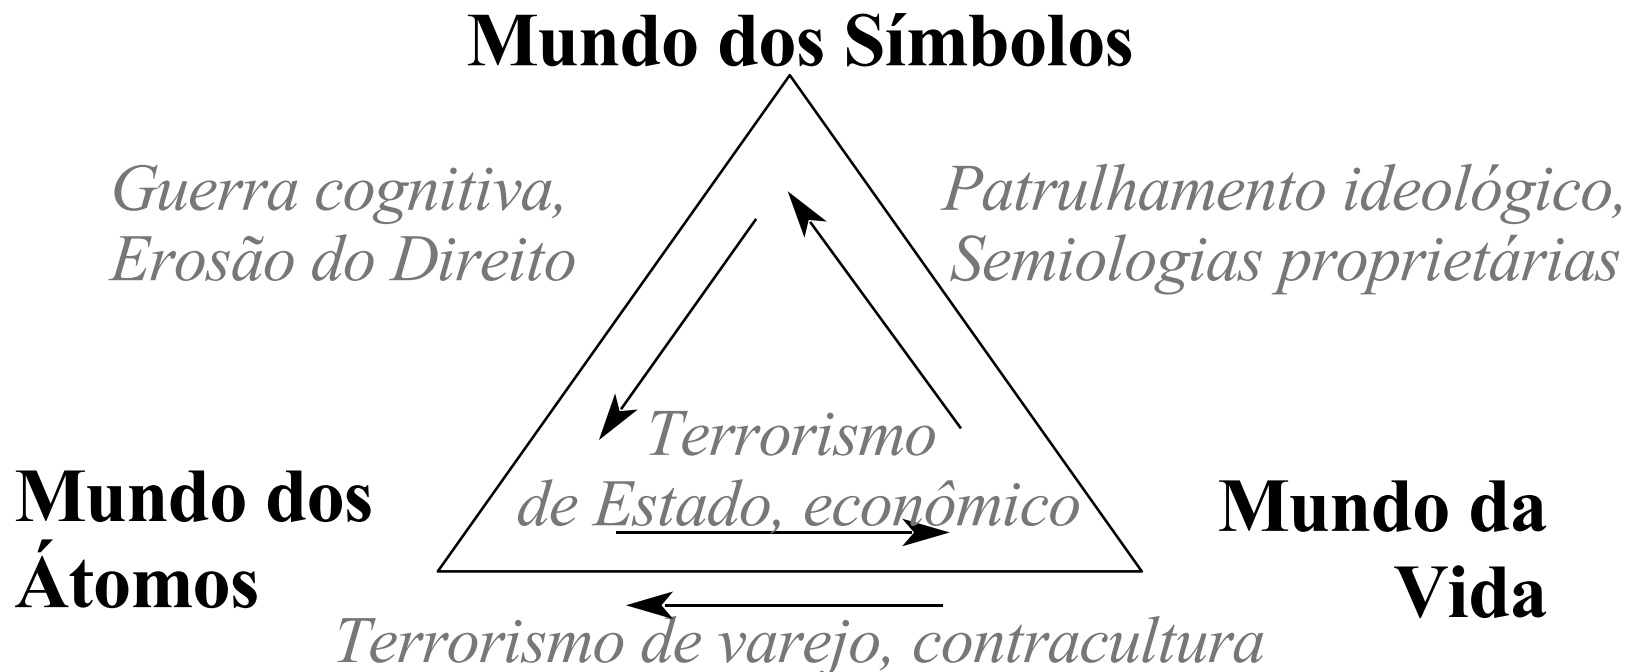 Mundo dos Símbolos
Guerra cognitiva,
Erosão do Direito
Patrulhamento ideológico,
Semiologias proprietárias
Terrorismo
de Estado, econômico
Mundo dos
Átomos
Mundo da
Vida
Terrorismo de varejo, contracultura